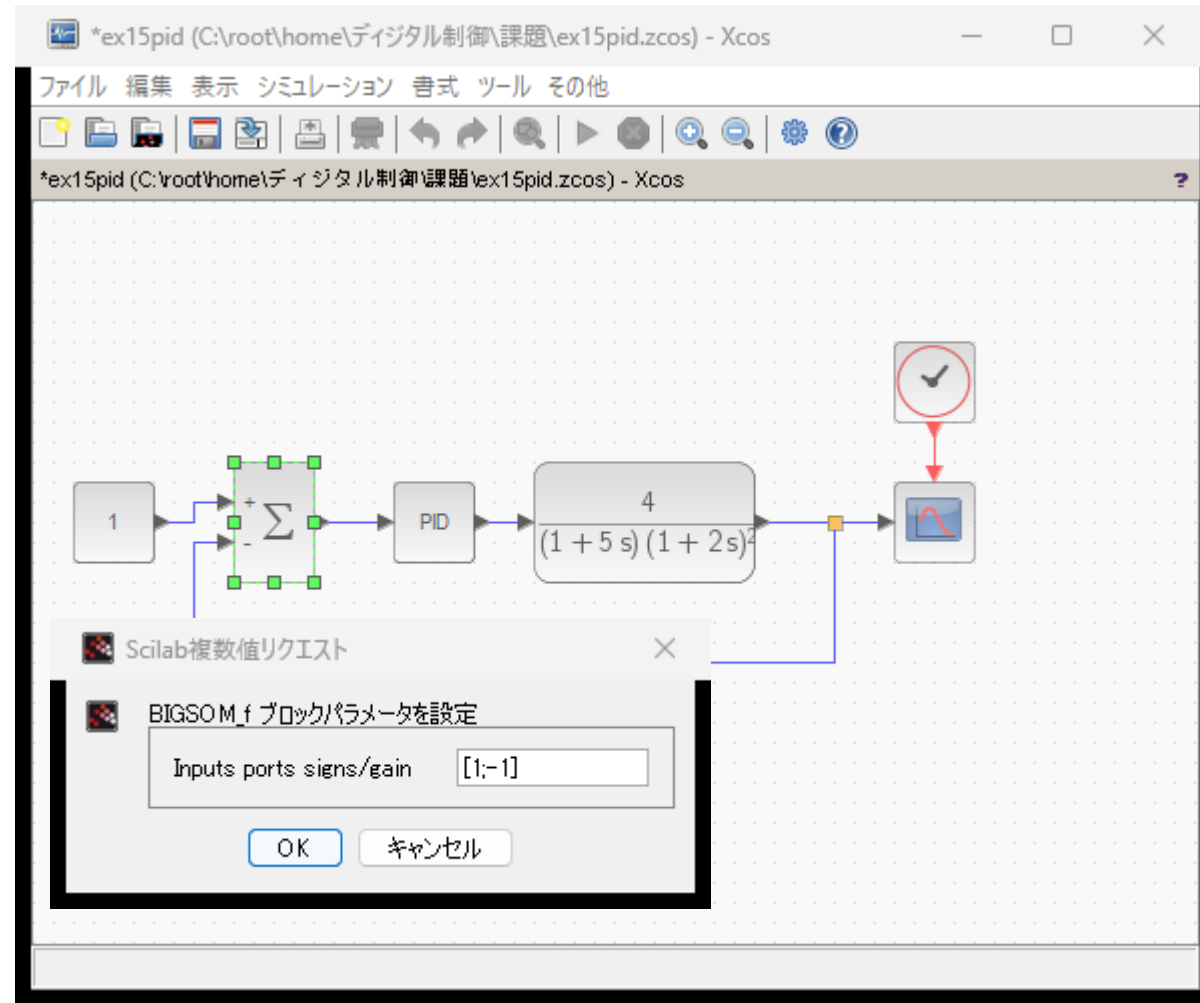 *ex15pid (C:\root\home\ディジタル制御\課題\ex15pid.zcos) - Xcos
ファイル 編集 表示 シミュレーション 書式 ツール その他
*ex15pid (C:\root\home\ディジタル制御\課題\ex15pid.zcos) - Xcos ?
1
+
Σ
-
PID
4
(1 + 5 s) (1 + 2 s)²
Scilab複数値リクエスト
BIGSOM_f ブロックパラメータを設定
Inputs ports signs/gain [1;-1]
OK キャンセル